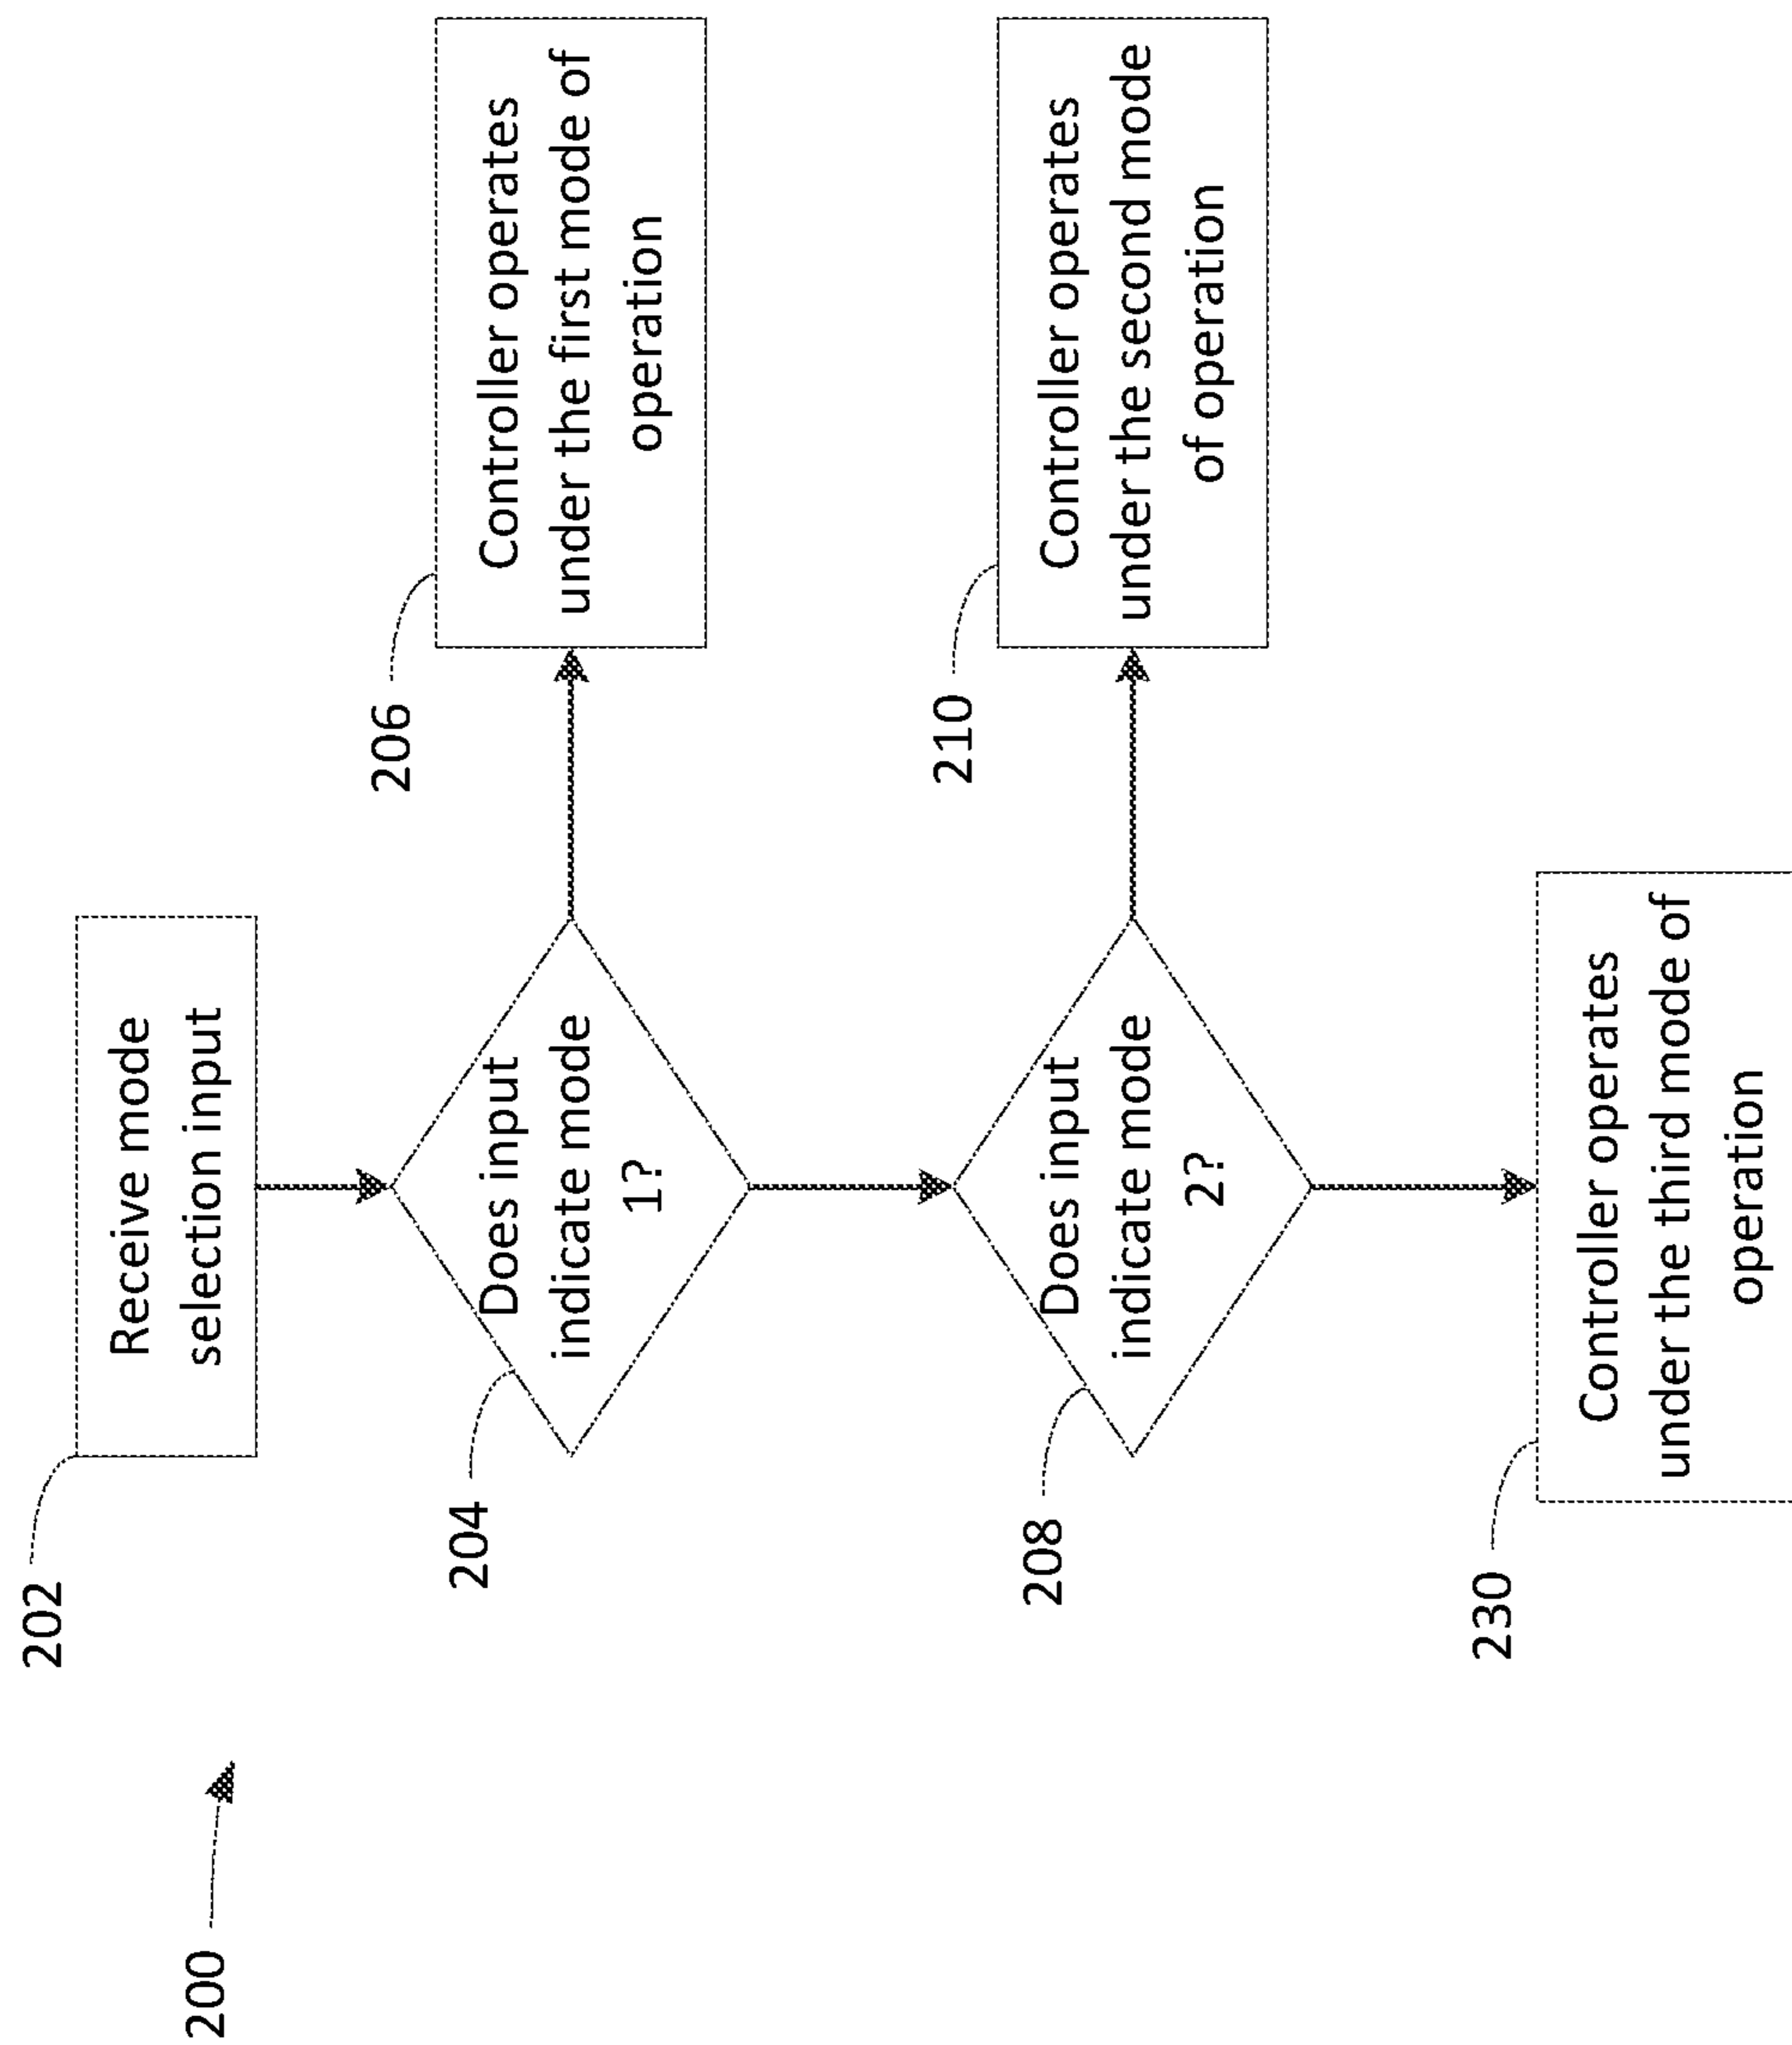 200
202
Receive mode
selection input
204
Does input
indicate mode
1?
206
Controller operates
under the first mode of
operation
208
Does input
indicate mode
2?
210
Controller operates
under the second mode
of operation
230
Controller operates
under the third mode of
operation